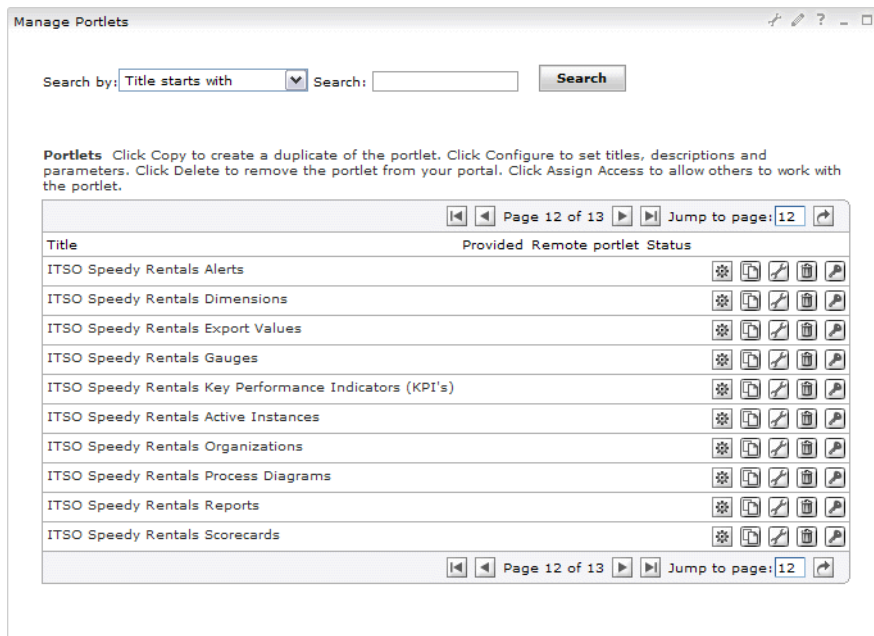 Manage Portlets ?
Search by: Title starts with Search: Search
Portlets Click Copy to create a duplicate of the portlet. Click Configure to set titles, descriptions and
parameters. Click Delete to remove the portlet from your portal. Click Assign Access to allow others to work with
the portlet.
Page 12 of 13 Jump to page: 12
Title Provided Remote portlet Status
ITSO Speedy Rentals Alerts
ITSO Speedy Rentals Dimensions
ITSO Speedy Rentals Export Values
ITSO Speedy Rentals Gauges
ITSO Speedy Rentals Key Performance Indicators (KPI's)
ITSO Speedy Rentals Active Instances
ITSO Speedy Rentals Organizations
ITSO Speedy Rentals Process Diagrams
ITSO Speedy Rentals Reports
ITSO Speedy Rentals Scorecards
Page 12 of 13 Jump to page: 12